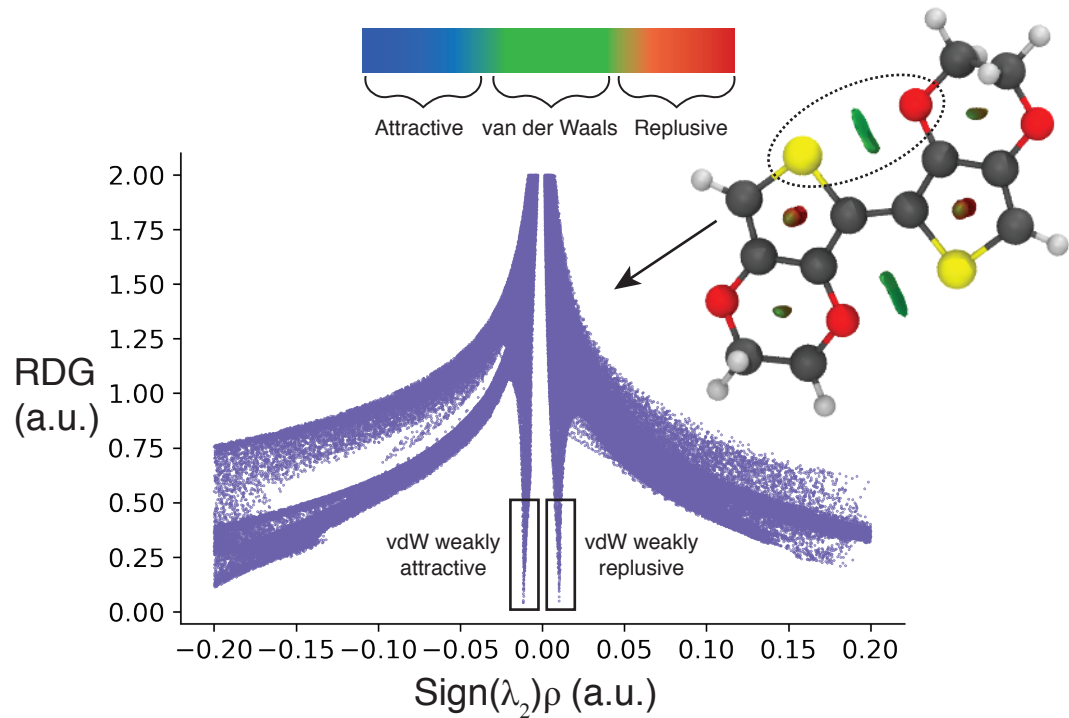 Attractive van der Waals Replusive
2.00
1.75
1.50
1.25
1.00
0.75
0.50
0.25
0.00
RDG
(a.u.)
vdW weakly
attractive
vdW weakly
replusive
−0.20 −0.15 −0.10 −0.05 0.00 0.05 0.10 0.15 0.20
Sign(λ₂)ρ (a.u.)